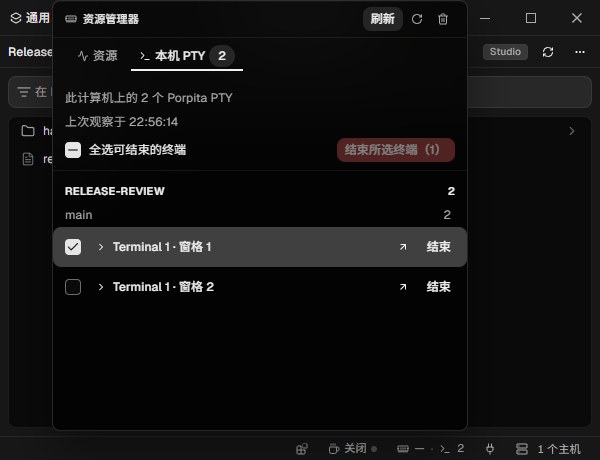 通用
资源管理器
刷新
Release
Studio
资源
本机 PTY 2
在
此计算机上的 2 个 Porpita PTY
上次观察于 22:56:14
全选可结束的终端
结束所选终端（1）
RELEASE-REVIEW 2
main 2
Terminal 1 · 窗格 1 结束
Terminal 1 · 窗格 2 结束
ha
re
关闭
— · 2
1 个主机